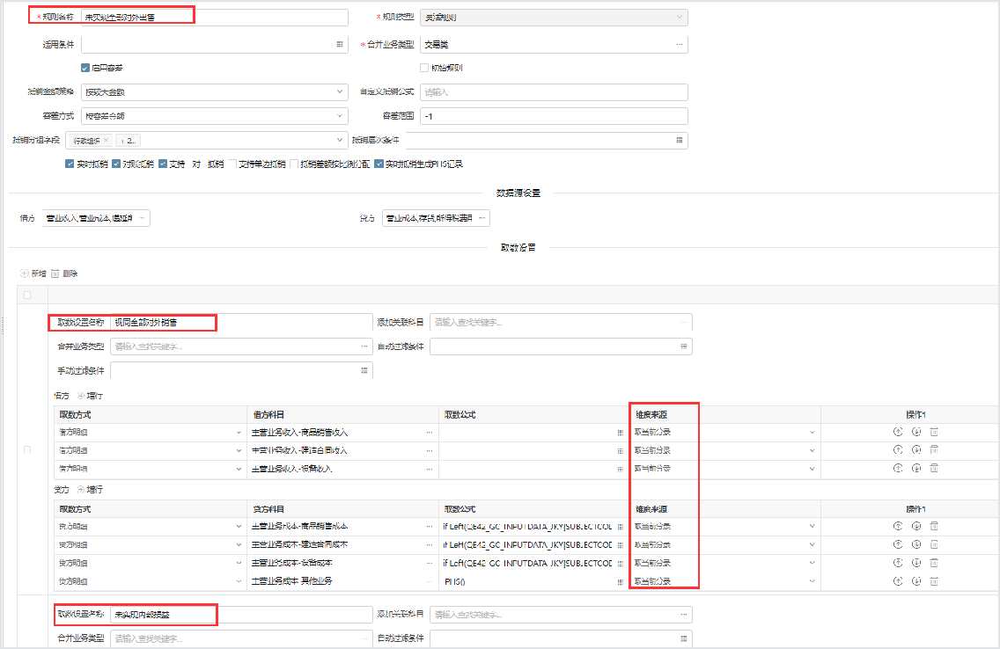 *规则名称 未实现全部对外出售 *规则类型 灵活规则
适用条件 *合并业务类型 交易类 ...
启用容差 初始规则
抵销金额策略 按较大金额 自定义抵销公式 请输入
容差方式 按容差金额 容差范围 -1
抵销分组字段 行政组织 × + 2... 抵销层次条件
实时抵销 对账抵销 支持一对一抵销 支持单边抵销 抵销差额按比例分配 实时抵销生成PHS记录
数据源设置
借方 营业收入,营业成本,递延所 ... 贷方 营业成本,存货,所得税费用 ...
取数设置
新增 删除
取数设置名称 视同全部对外销售 添加关联科目 请输入查找关键字... ...
合并业务类型 请输入查找关键字... ... 自动过滤条件
手动过滤条件
借方 增行
取数方式 借方科目 取数公式 维度来源 操作1
借方明细 主营业务收入-商品销售收入 ... 取当前分录
借方明细 主营业务收入-建造合同收入 ... 取当前分录
借方明细 主营业务收入-设备收入 ... 取当前分录
贷方 增行
取数方式 贷方科目 取数公式 维度来源 操作1
贷方明细 主营业务成本-商品销售成本 ... if Left(QE42_GC_INPUTDATA_JKY[SUBJECTCOD 取当前分录
贷方明细 主营业务成本-建造合同成本 ... if Left(QE42_GC_INPUTDATA_JKY[SUBJECTCOD 取当前分录
贷方明细 主营业务成本-设备成本 ... if Left(QE42_GC_INPUTDATA_JKY[SUBJECTCOD 取当前分录
贷方明细 主营业务成本-其他业务 ... PHS() 取当前分录
取数设置名称 未实现内部损益 添加关联科目 请输入查找关键字... ...
合并业务类型 请输入查找关键字... ... 自动过滤条件